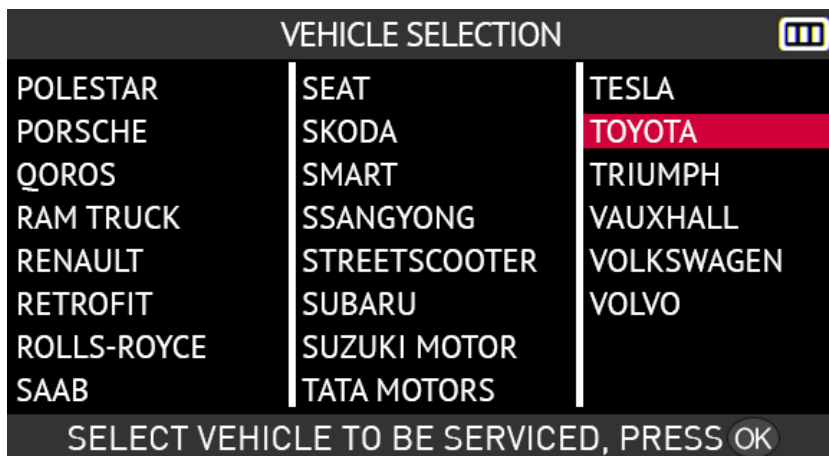 VEHICLE SELECTION
POLESTAR
PORSCHE
QOROS
RAM TRUCK
RENAULT
RETROFIT
ROLLS-ROYCE
SAAB
SEAT
SKODA
SMART
SSANGYONG
STREETSCOOTER
SUBARU
SUZUKI MOTOR
TATA MOTORS
TESLA
TOYOTA
TRIUMPH
VAUXHALL
VOLKSWAGEN
VOLVO
SELECT VEHICLE TO BE SERVICED, PRESS OK